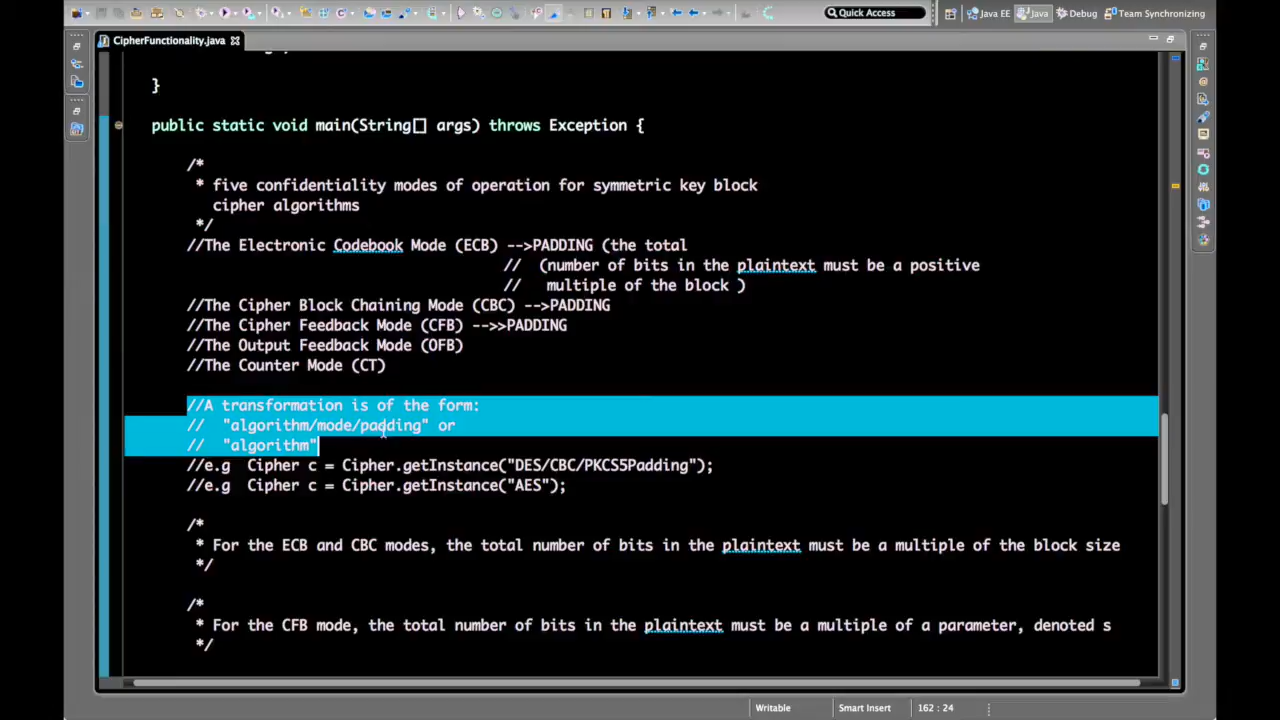 Quick Access
Java EE
Java
Debug
Team Synchronizing
CipherFunctionality.java
}
public static void main(String[] args) throws Exception {
/*
* five confidentiality modes of operation for symmetric key block
cipher algorithms
*/
//The Electronic Codebook Mode (ECB) -->PADDING (the total
// (number of bits in the plaintext must be a positive
// multiple of the block )
//The Cipher Block Chaining Mode (CBC) -->PADDING
//The Cipher Feedback Mode (CFB) -->>PADDING
//The Output Feedback Mode (OFB)
//The Counter Mode (CT)
//A transformation is of the form:
// "algorithm/mode/padding" or
// "algorithm"
//e.g Cipher c = Cipher.getInstance("DES/CBC/PKCS5Padding");
//e.g Cipher c = Cipher.getInstance("AES");
/*
* For the ECB and CBC modes, the total number of bits in the plaintext must be a multiple of the block size
*/
/*
* For the CFB mode, the total number of bits in the plaintext must be a multiple of a parameter, denoted s
*/
Writable
Smart Insert
162 : 24